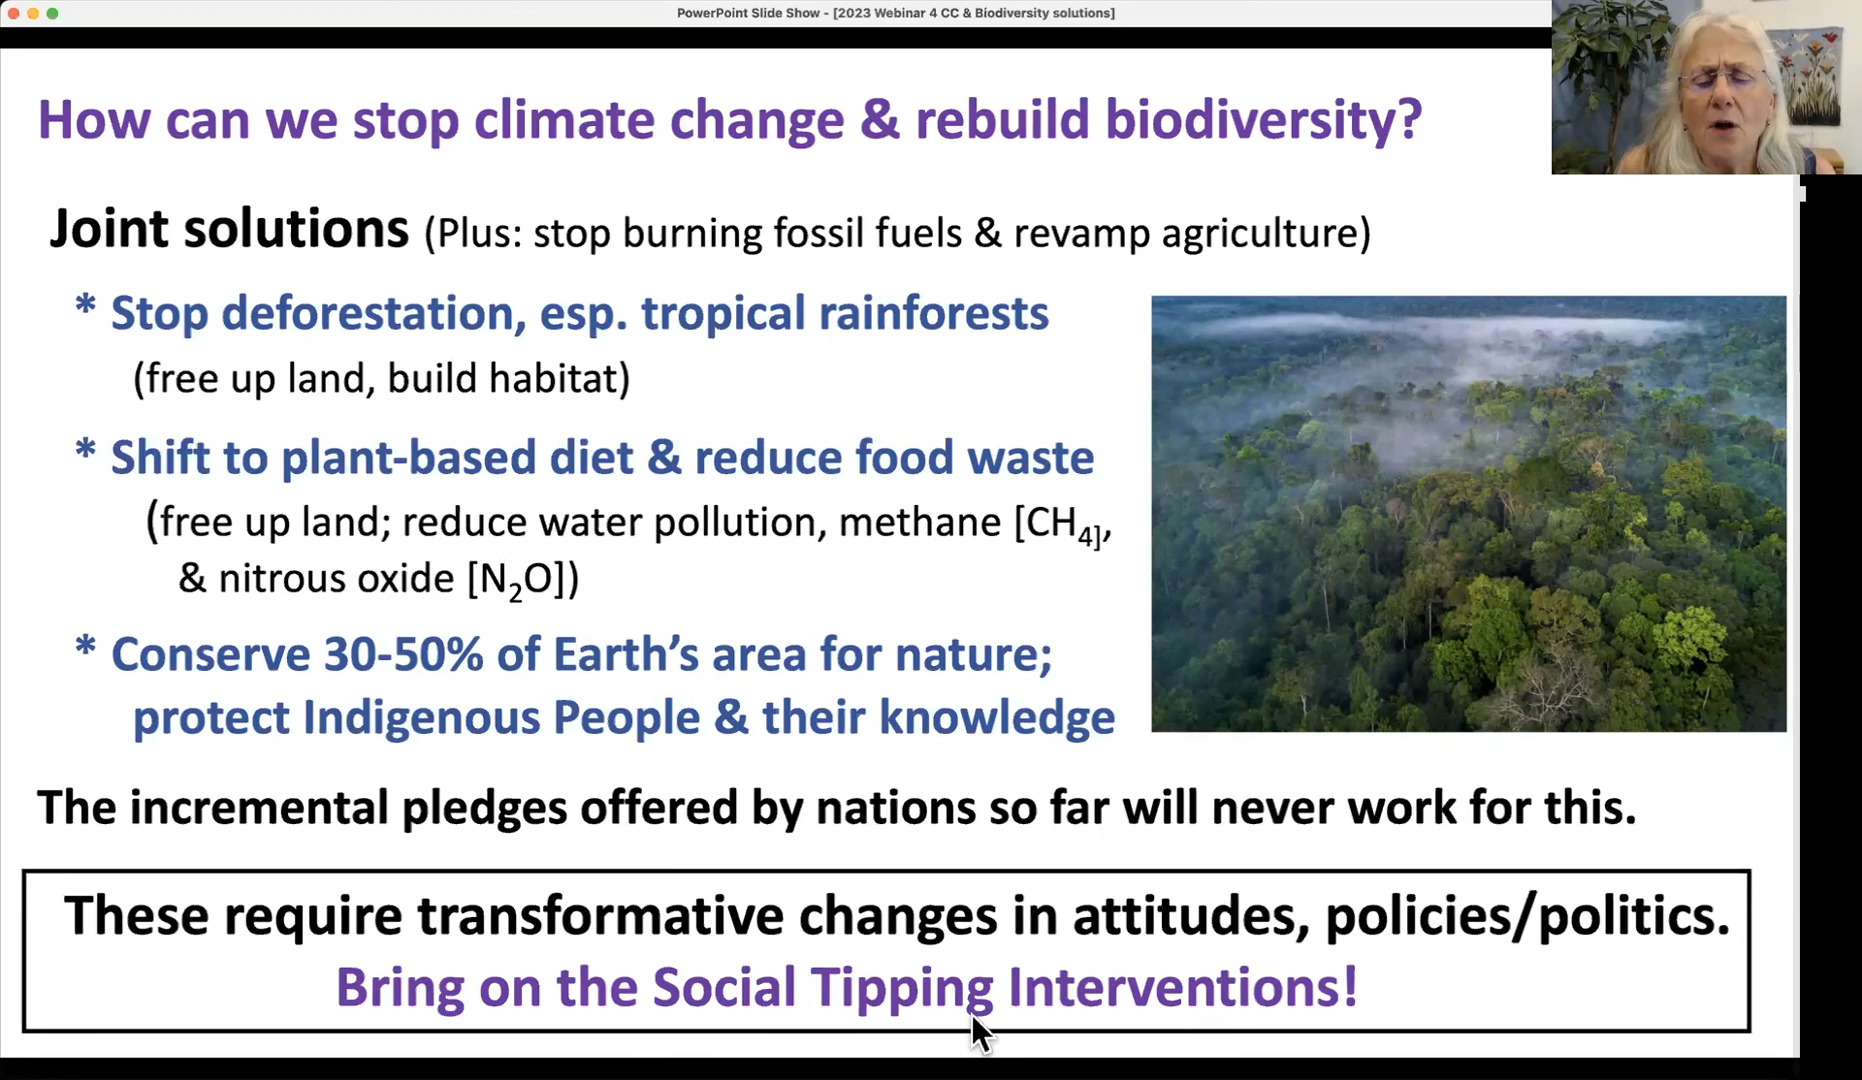 PowerPoint Slide Show - [2023 Webinar 4 CC & Biodiversity solutions]
How can we stop climate change & rebuild biodiversity?
Joint solutions (Plus: stop burning fossil fuels & revamp agriculture)
* Stop deforestation, esp. tropical rainforests
(free up land, build habitat)
* Shift to plant-based diet & reduce food waste
(free up land; reduce water pollution, methane [CH₄],
& nitrous oxide [N₂O])
* Conserve 30-50% of Earth’s area for nature;
protect Indigenous People & their knowledge
The incremental pledges offered by nations so far will never work for this.
These require transformative changes in attitudes, policies/politics.
Bring on the Social Tipping Interventions!